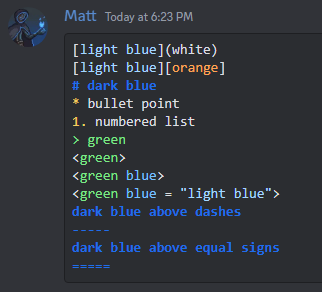 Matt Today at 6:23 PM
[light blue](white)
[light blue][orange]
# dark blue
* bullet point
1. numbered list
> green
<green>
<green blue>
<green blue = "light blue">
dark blue above dashes
-----
dark blue above equal signs
=====